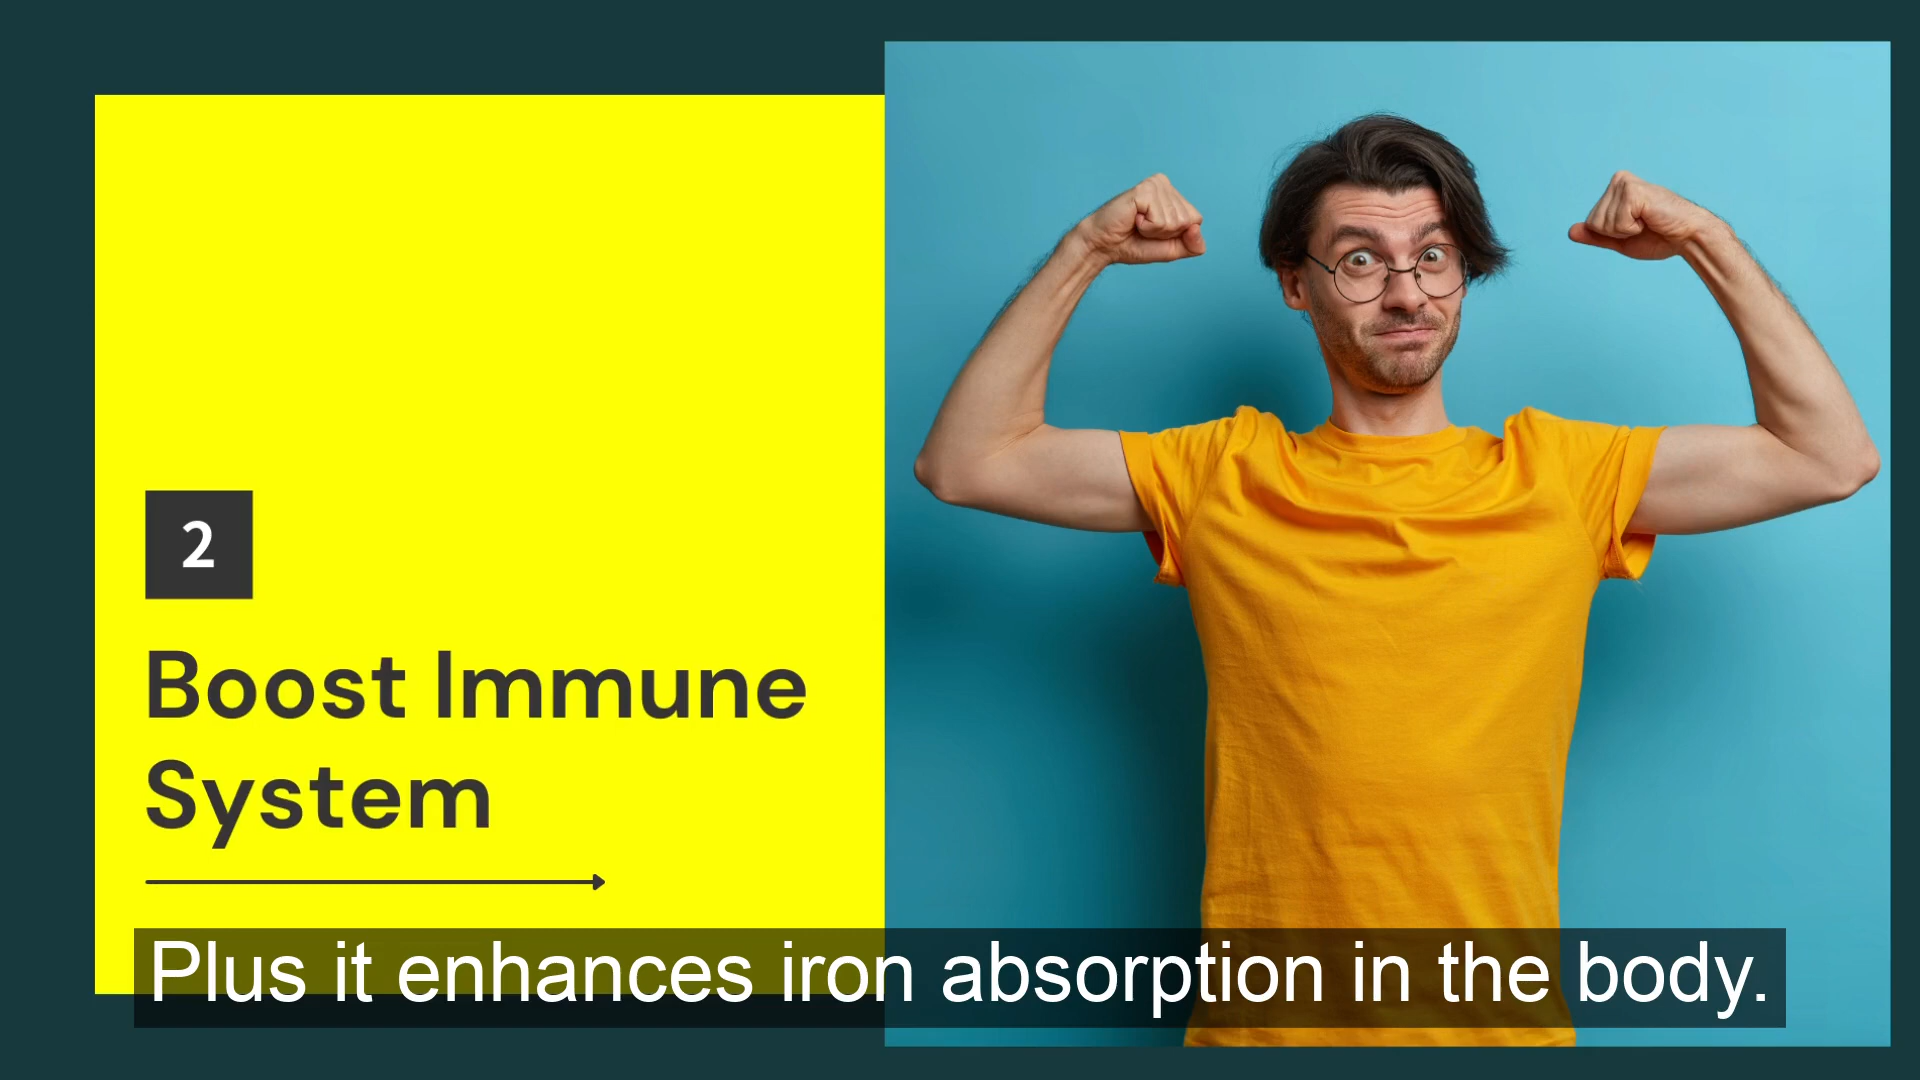 2
Boost Immune
System
Plus it enhances iron absorption in the body.